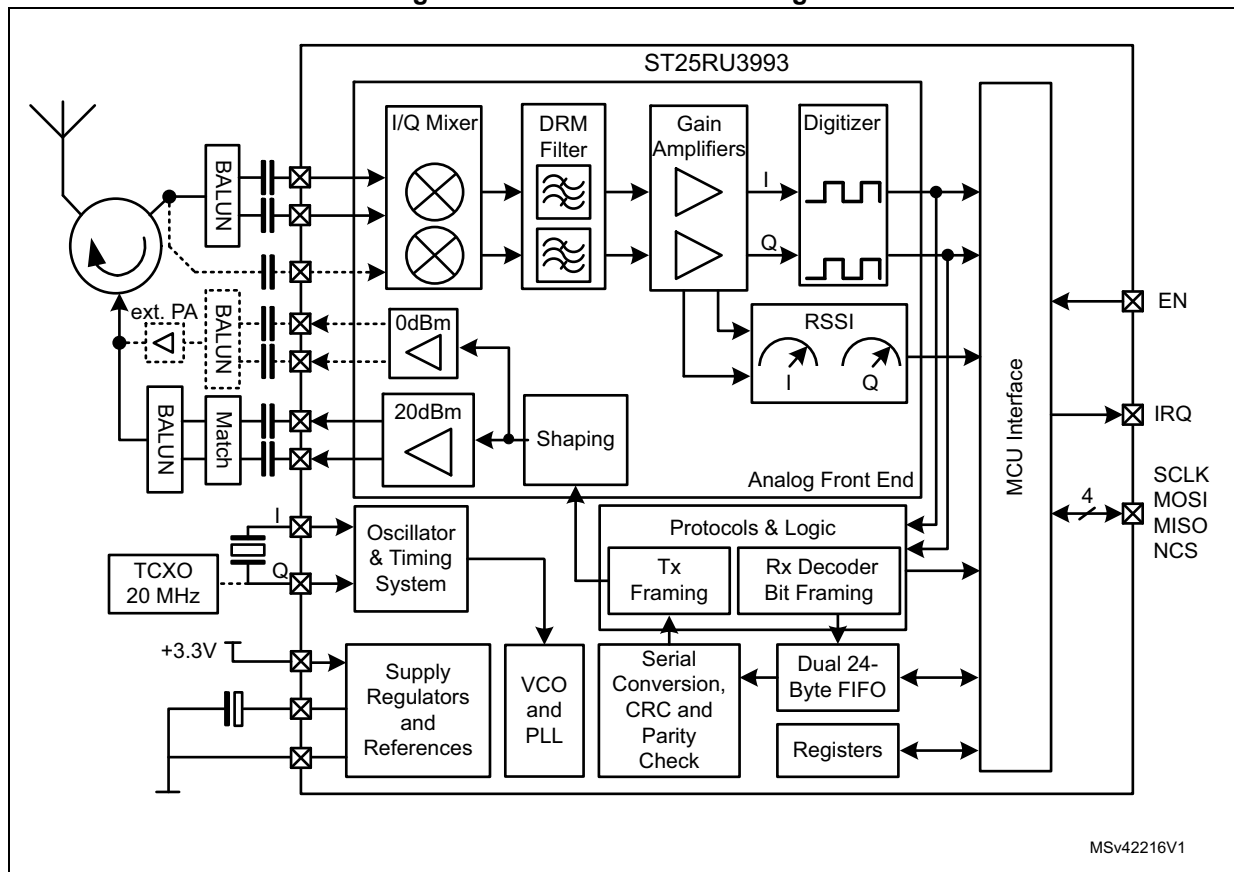 ST25RU3993
I/Q Mixer
DRM
Filter
Gain
Amplifiers
Digitizer
BALUN
I
Q
ext. PA
BALUN
0dBm
RSSI
I
Q
EN
20dBm
Shaping
BALUN
Match
Analog Front End
MCU Interface
IRQ
SCLK
MOSI
MISO
NCS
4
I
Q
TCXO
20 MHz
Oscillator
& Timing
System
Protocols & Logic
Tx
Framing
Rx Decoder
Bit Framing
+3.3V
Supply
Regulators
and
References
VCO
and
PLL
Serial
Conversion,
CRC and
Parity
Check
Dual 24-
Byte FIFO
Registers
MSv42216V1